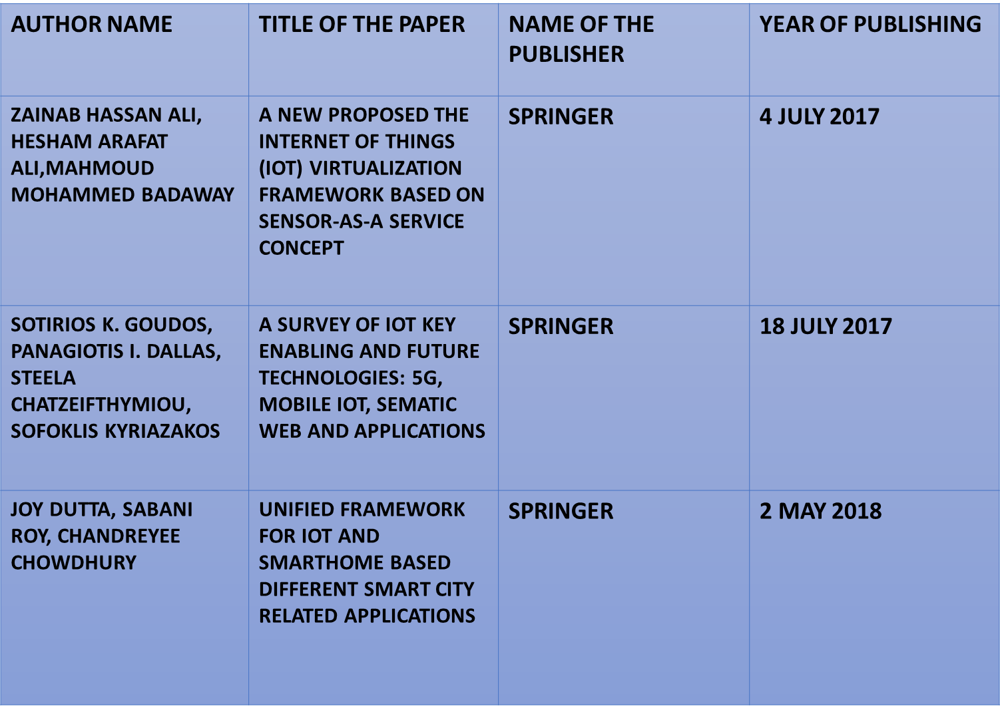 AUTHOR NAME
TITLE OF THE PAPER
NAME OF THE
PUBLISHER
YEAR OF PUBLISHING
ZAINAB HASSAN ALI,
HESHAM ARAFAT
ALI,MAHMOUD
MOHAMMED BADAWAY
A NEW PROPOSED THE
INTERNET OF THINGS
(IOT) VIRTUALIZATION
FRAMEWORK BASED ON
SENSOR-AS-A SERVICE
CONCEPT
SPRINGER
4 JULY 2017
SOTIRIOS K. GOUDOS,
PANAGIOTIS I. DALLAS,
STEELA
CHATZEIFTHYMIOU,
SOFOKLIS KYRIAZAKOS
A SURVEY OF IOT KEY
ENABLING AND FUTURE
TECHNOLOGIES: 5G,
MOBILE IOT, SEMATIC
WEB AND APPLICATIONS
SPRINGER
18 JULY 2017
JOY DUTTA, SABANI
ROY, CHANDREYEE
CHOWDHURY
UNIFIED FRAMEWORK
FOR IOT AND
SMARTHOME BASED
DIFFERENT SMART CITY
RELATED APPLICATIONS
SPRINGER
2 MAY 2018